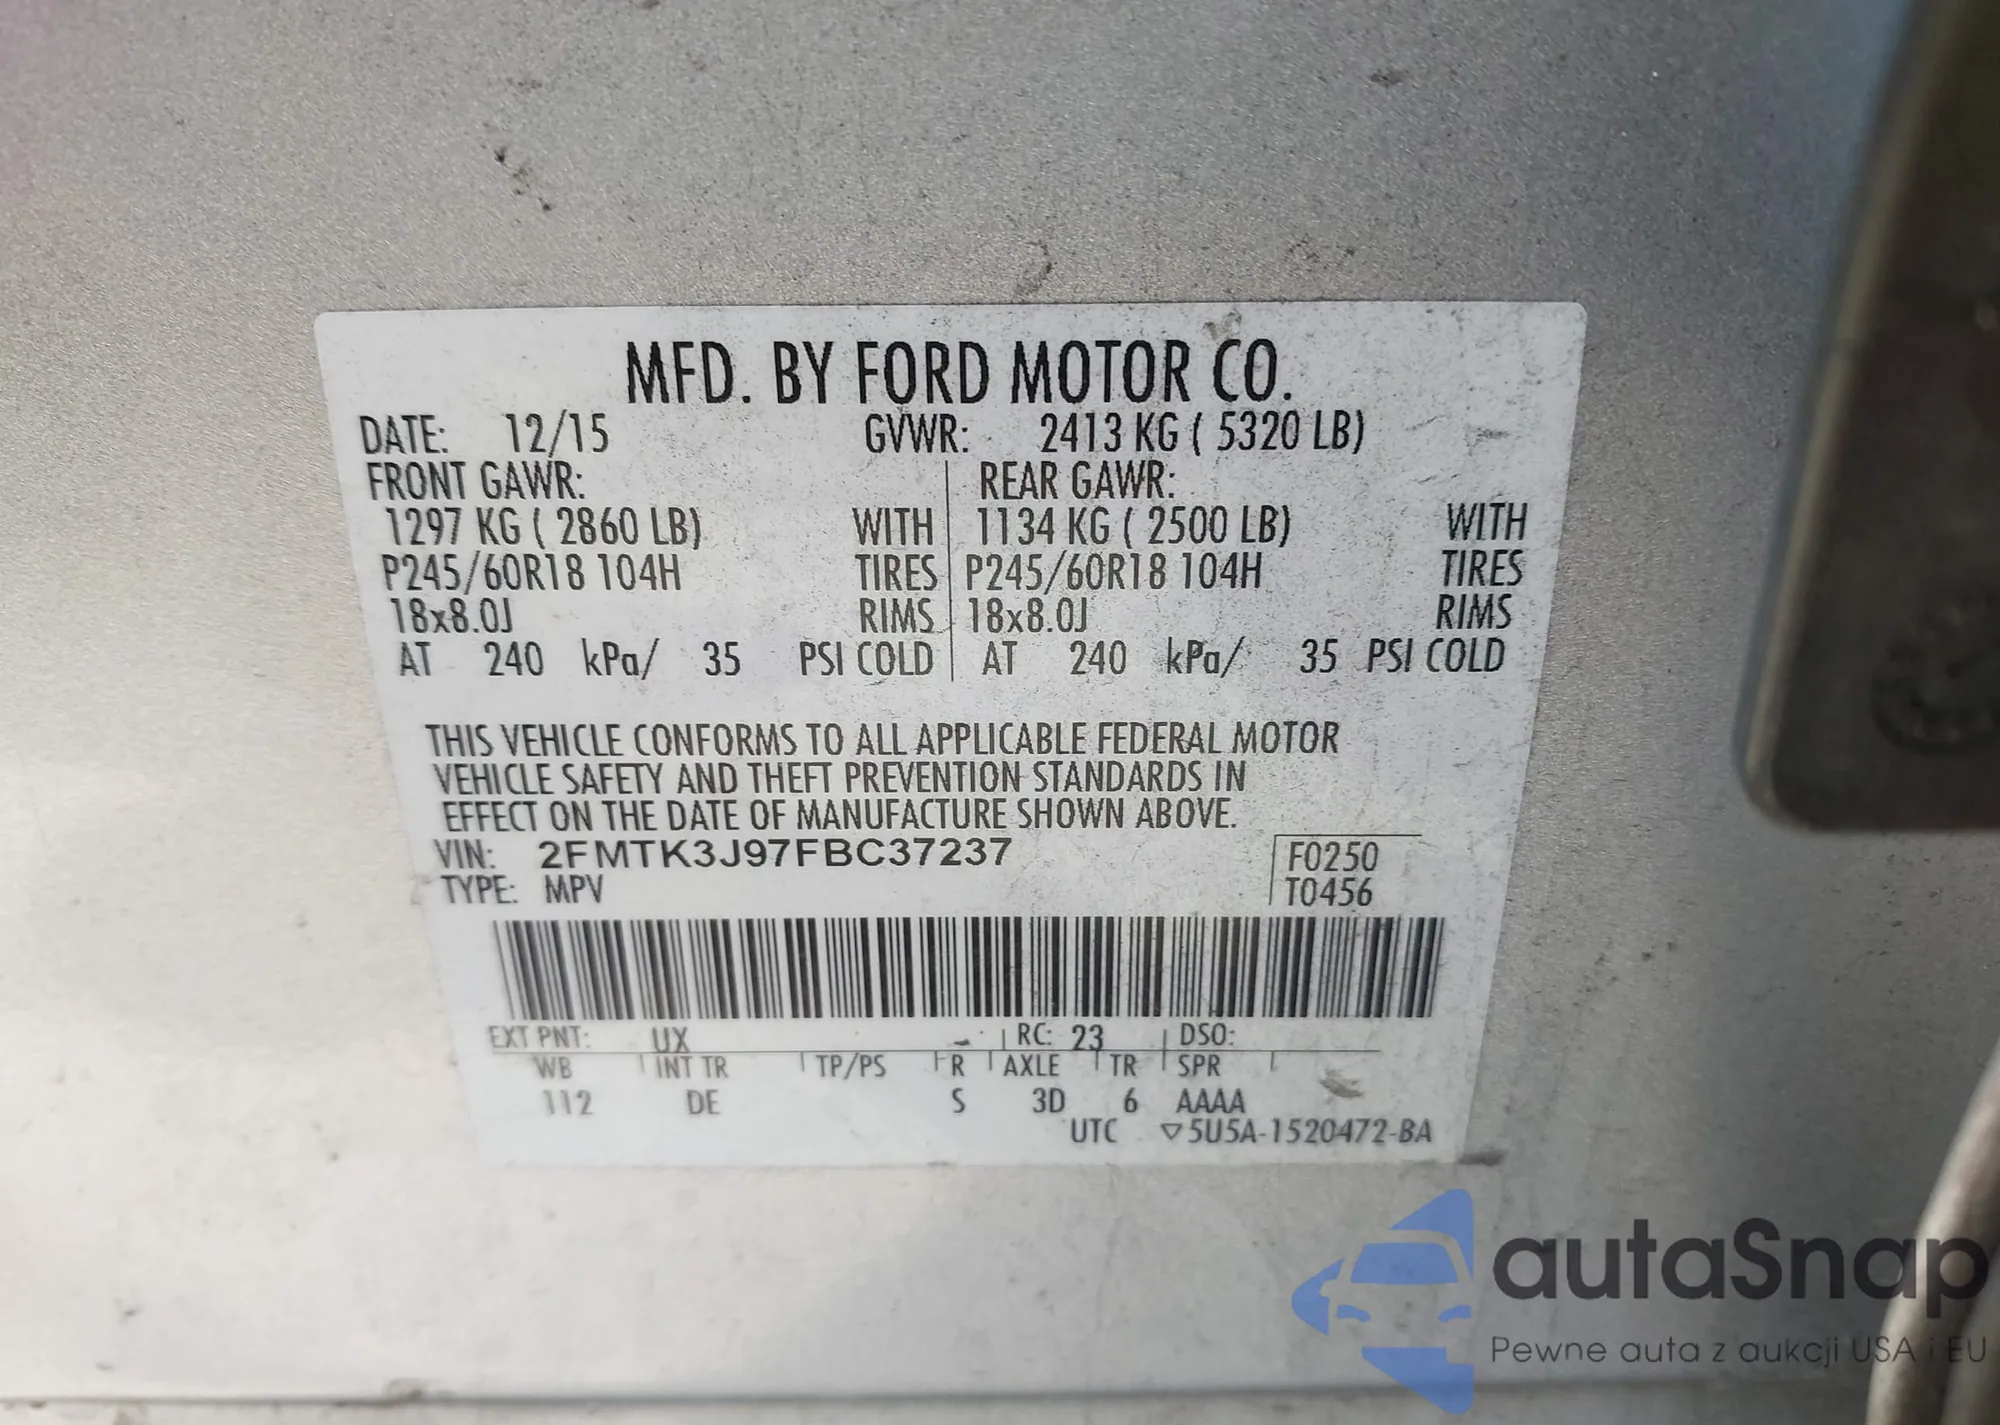 MFD. BY FORD MOTOR CO.
DATE: 12/15 GVWR: 2413 KG ( 5320 LB)
FRONT GAWR: REAR GAWR:
1297 KG ( 2860 LB) WITH 1134 KG ( 2500 LB) WITH
P245/60R18 104H TIRES P245/60R18 104H TIRES
18x8.0J RIMS 18x8.0J RIMS
AT 240 kPa/ 35 PSI COLD AT 240 kPa/ 35 PSI COLD
THIS VEHICLE CONFORMS TO ALL APPLICABLE FEDERAL MOTOR
VEHICLE SAFETY AND THEFT PREVENTION STANDARDS IN
EFFECT ON THE DATE OF MANUFACTURE SHOWN ABOVE.
VIN: 2FMTK3J97FBC37237 F0250
TYPE: MPV T0456
EXT PNT: UX RC: 23 DSO:
WB INT TR TP/PS R AXLE TR SPR
112 DE S 3D 6 AAAA
UTC ▽5U5A-1520472-BA
autaSnap
Pewne auta z aukcji USA i EU